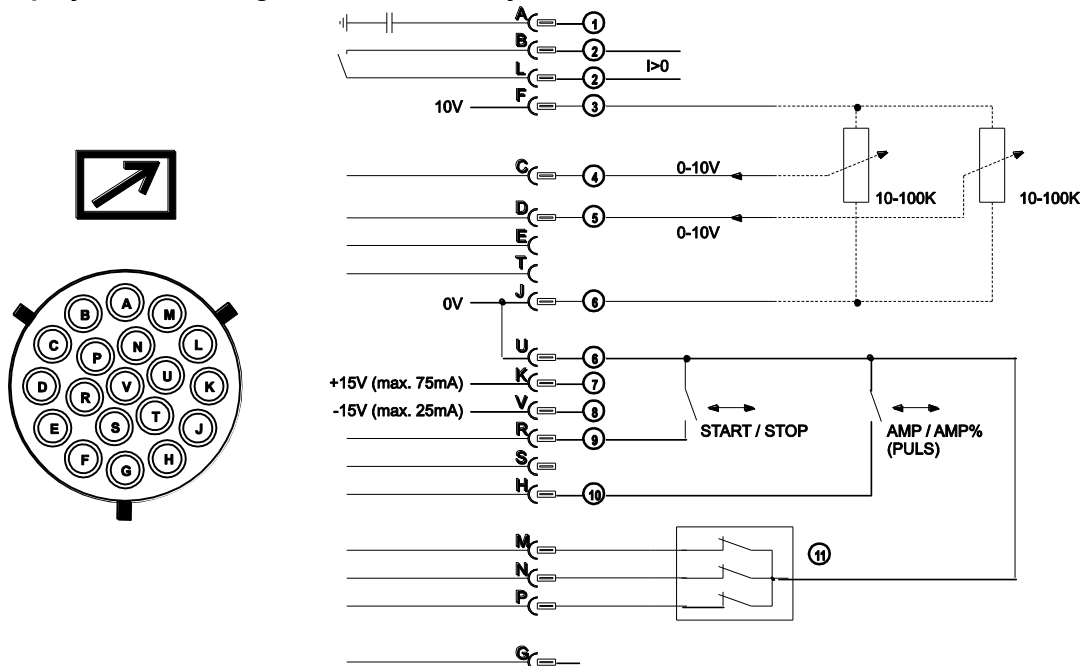 A
1
B
2
L
2
I>0
10V
F
3
C
4
0-10V
10-100K
10-100K
D
5
0-10V
E
T
0V
J
6
U
6
+15V (max. 75mA)
K
7
-15V (max. 25mA)
V
8
R
9
START / STOP
AMP / AMP%
(PULS)
S
H
10
M
11
N
P
G
A
B
M
C
N
L
P
D
V
U
K
R
E
S
T
J
F
G
H